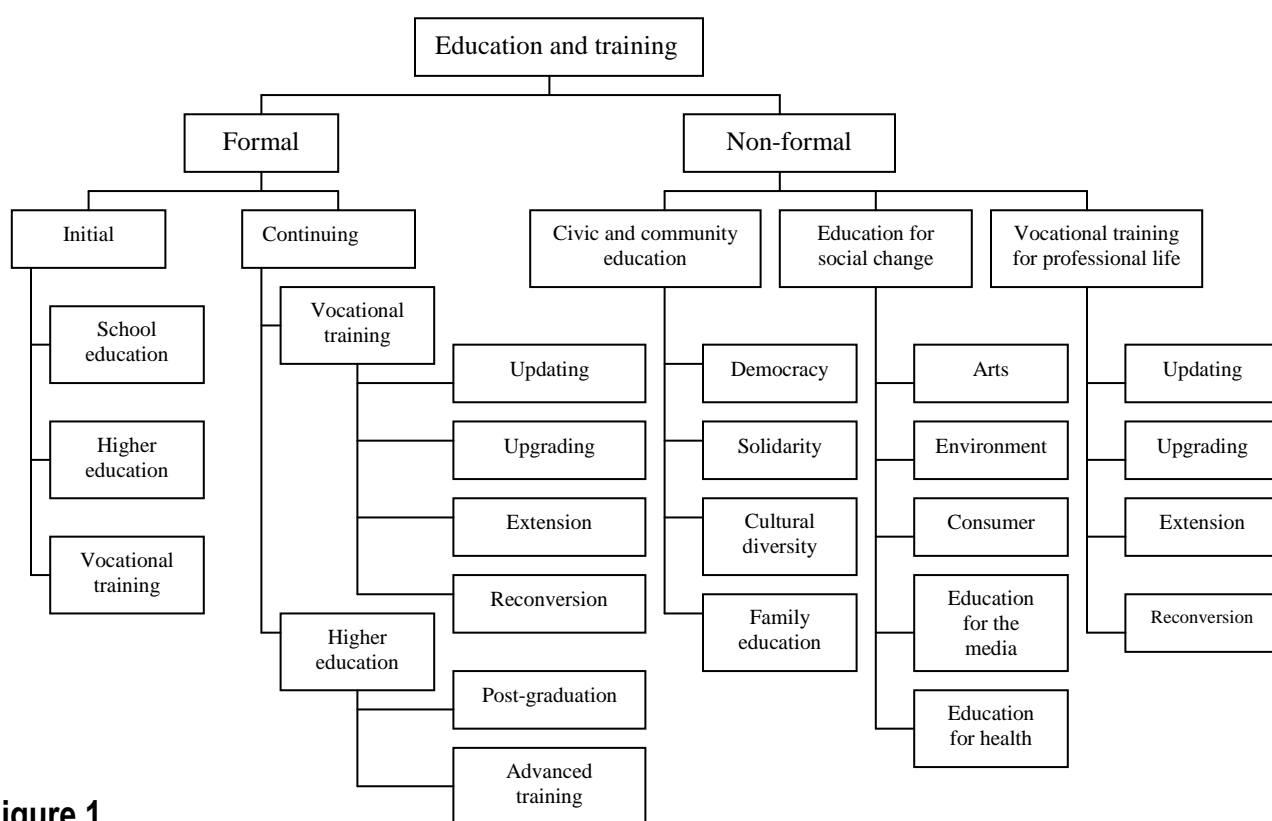 Education and training
Formal
Non-formal
Initial
Continuing
Civic and community
education
Education for
social change
Vocational training
for professional life
School
education
Higher
education
Vocational
training
Vocational
training
Updating
Upgrading
Extension
Reconversion
Higher
education
Post-graduation
Advanced
training
Democracy
Solidarity
Cultural
diversity
Family
education
Arts
Environment
Consumer
Education
for the
media
Education
for health
Updating
Upgrading
Extension
Reconversion
igure 1